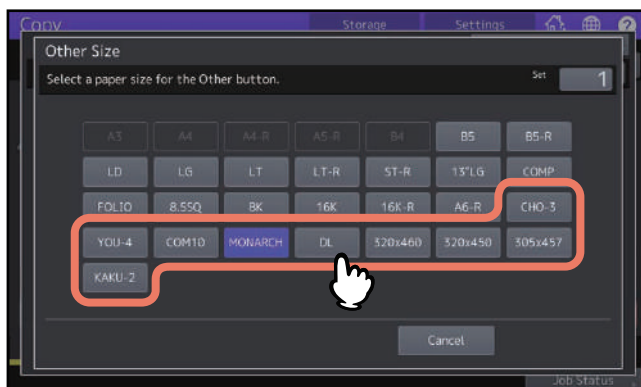 Copy Storage Settings
Other Size
Select a paper size for the Other button. Set 1
A3 A4 A4-R A5-R B4 B5 B5-R
LD LG LT LT-R ST-R 13"LG COMP
FOLIO 8.5SQ 8K 16K 16K-R A6-R CHO-3
YOU-4 COM10 MONARCH DL 320x460 320x450 305x457
KAKU-2
Cancel
Job Status